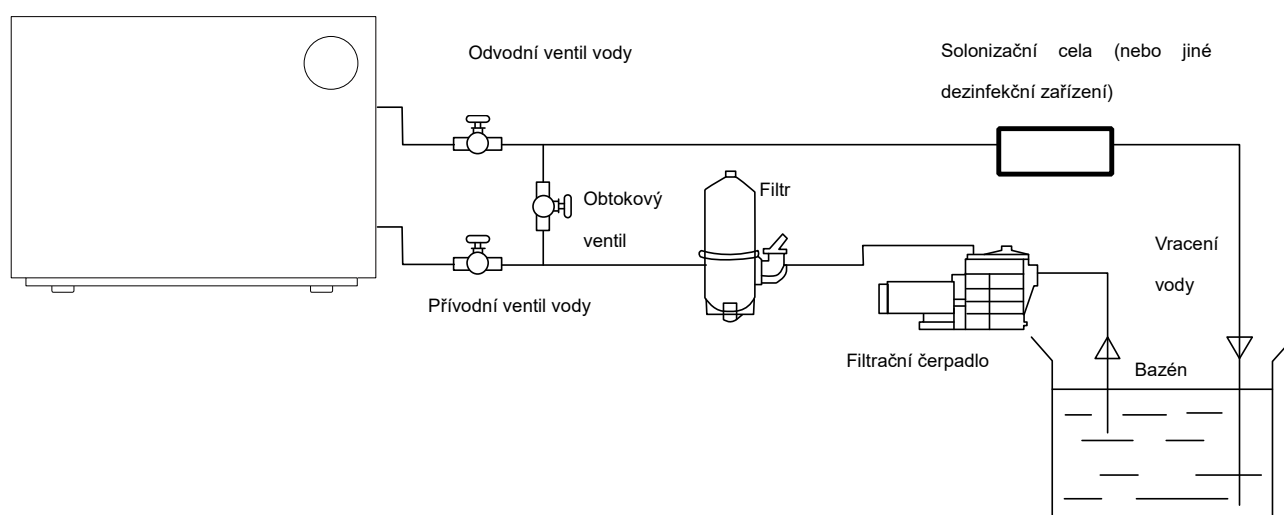 Odvodní ventil vody
Solonizační cela (nebo jiné
dezinfekční zařízení)
Obtokový
ventil
Filtr
Přívodní ventil vody
Vracení
vody
Filtrační čerpadlo
Bazén